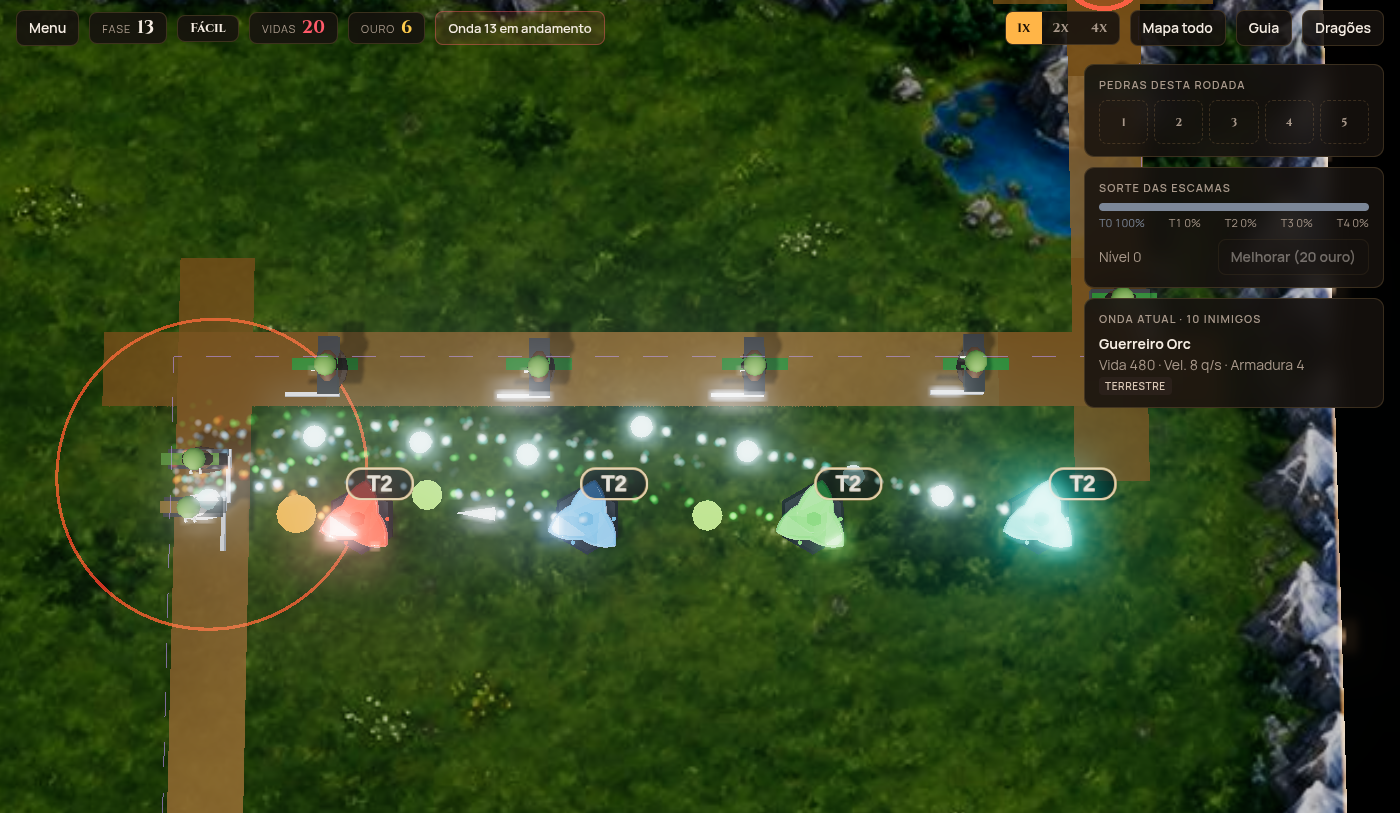 Menu
FASE 13
FÁCIL
VIDAS 20
OURO 6
Onda 13 em andamento
1X 2X 4X
Mapa todo
Guia
Dragões
PEDRAS DESTA RODADA
1 2 3 4 5
SORTE DAS ESCAMAS
T0 100% T1 0% T2 0% T3 0% T4 0%
Nível 0
Melhorar (20 ouro)
ONDA ATUAL · 10 INIMIGOS
Guerreiro Orc
Vida 480 · Vel. 8 q/s · Armadura 4
TERRESTRE
T2 T2 T2 T2